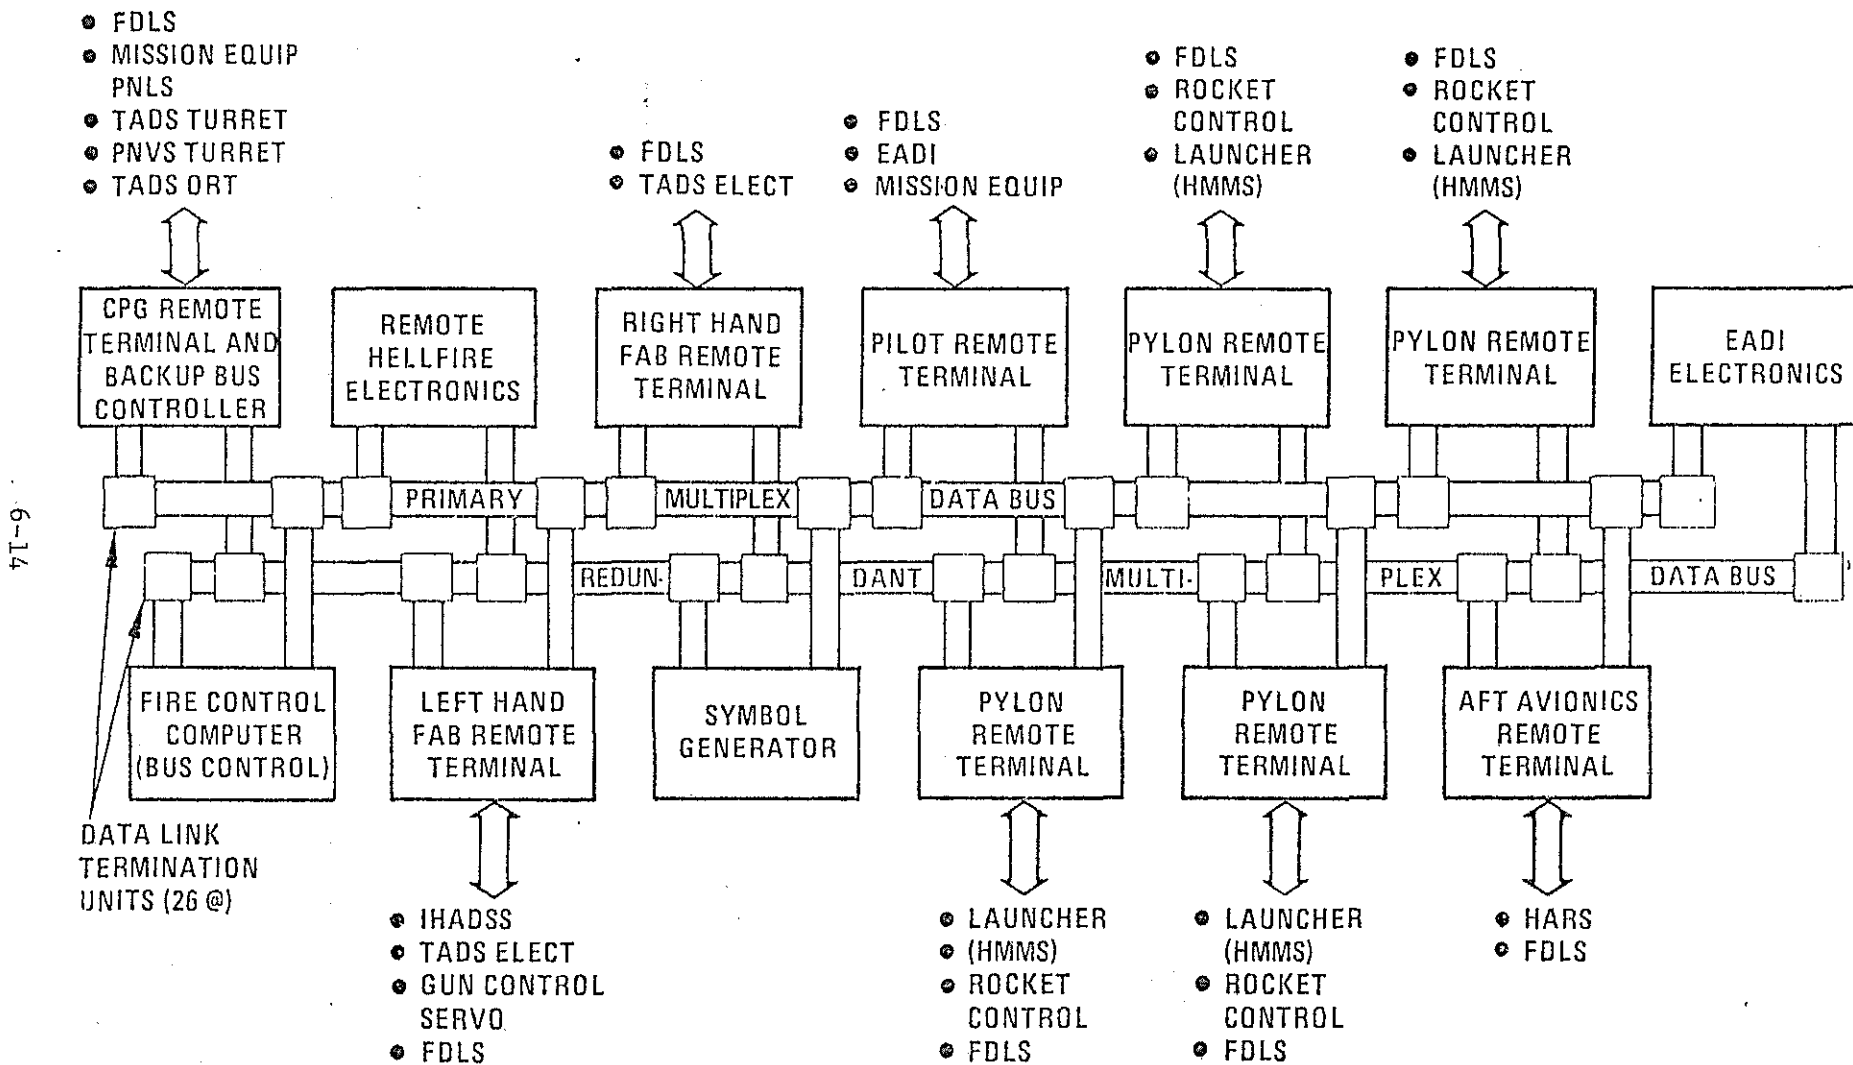 ● FDLS
● MISSION EQUIP
PNLS
● TADS TURRET
● PNVS TURRET
● TADS ORT
● FDLS
● TADS ELECT
● FDLS
● EADI
● MISSION EQUIP
● FDLS
● ROCKET
CONTROL
● LAUNCHER
(HMMS)
● FDLS
● ROCKET
CONTROL
● LAUNCHER
(HMMS)
CPG REMOTE
TERMINAL AND
BACKUP BUS
CONTROLLER
REMOTE
HELLFIRE
ELECTRONICS
RIGHT HAND
FAB REMOTE
TERMINAL
PILOT REMOTE
TERMINAL
PYLON REMOTE
TERMINAL
PYLON REMOTE
TERMINAL
EADI
ELECTRONICS
PRIMARY MULTIPLEX DATA BUS
REDUN- DANT MULTI- PLEX DATA BUS
FIRE CONTROL
COMPUTER
(BUS CONTROL)
LEFT HAND
FAB REMOTE
TERMINAL
SYMBOL
GENERATOR
PYLON
REMOTE
TERMINAL
PYLON
REMOTE
TERMINAL
AFT AVIONICS
REMOTE
TERMINAL
DATA LINK
TERMINATION
UNITS (26 @)
● IHADSS
● TADS ELECT
● GUN CONTROL
SERVO
● FDLS
● LAUNCHER
● (HMMS)
● ROCKET
CONTROL
● FDLS
● LAUNCHER
(HMMS)
● ROCKET
CONTROL
● FDLS
● HARS
● FDLS
6-14